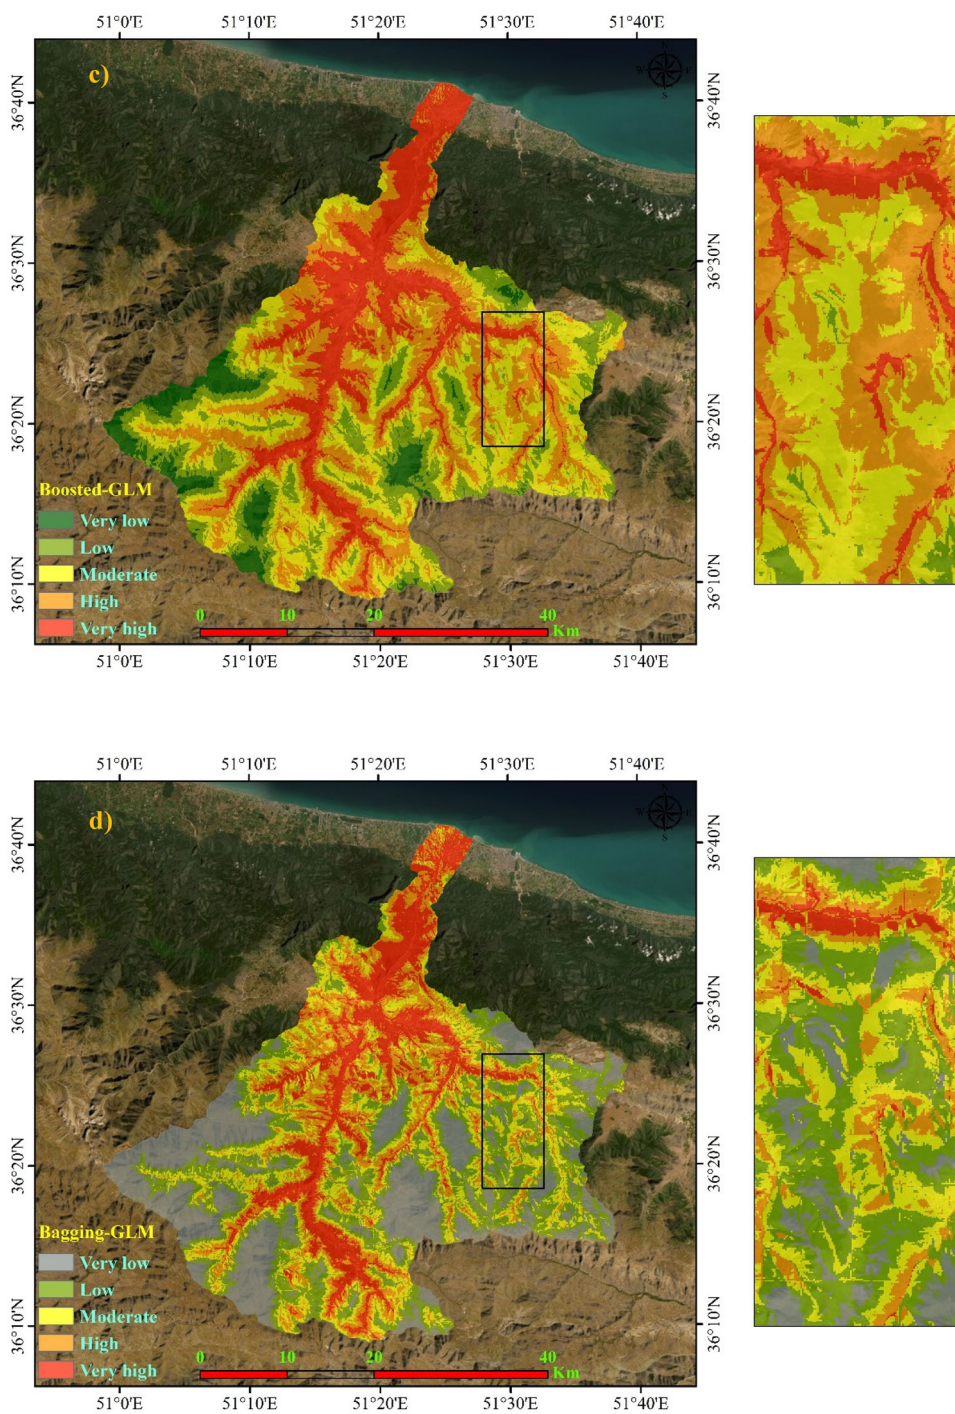 51°0'E 51°10'E 51°20'E 51°30'E 51°40'E
c)
N
W E
S
36°40'N 36°40'N
36°30'N 36°30'N
36°20'N 36°20'N
36°10'N 36°10'N
Boosted-GLM
Very low
Low
Moderate
High
Very high
0 10 20 40
Km
51°0'E 51°10'E 51°20'E 51°30'E 51°40'E
51°0'E 51°10'E 51°20'E 51°30'E 51°40'E
d)
N
W E
S
36°40'N 36°40'N
36°30'N 36°30'N
36°20'N 36°20'N
36°10'N 36°10'N
Bagging-GLM
Very low
Low
Moderate
High
Very high
0 10 20 40
Km
51°0'E 51°10'E 51°20'E 51°30'E 51°40'E